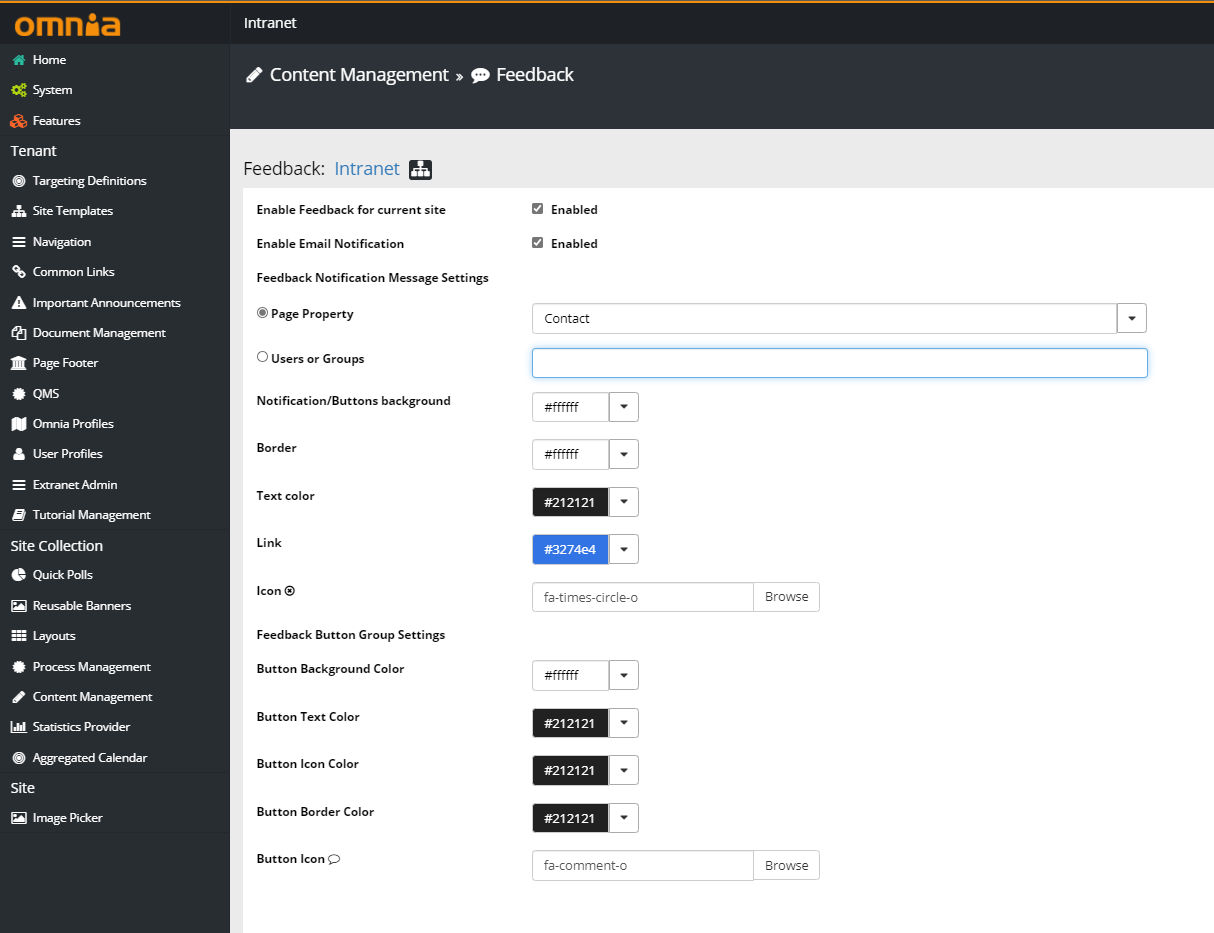 omnia
Intranet
Home
System
Features
Tenant
Targeting Definitions
Site Templates
Navigation
Common Links
Important Announcements
Document Management
Page Footer
QMS
Omnia Profiles
User Profiles
Extranet Admin
Tutorial Management
Site Collection
Quick Polls
Reusable Banners
Layouts
Process Management
Content Management
Statistics Provider
Aggregated Calendar
Site
Image Picker
Content Management » Feedback
Feedback: Intranet
Enable Feedback for current site Enabled
Enable Email Notification Enabled
Feedback Notification Message Settings
Page Property Contact
Users or Groups
Notification/Buttons background #ffffff
Border #ffffff
Text color #212121
Link #3274e4
Icon fa-times-circle-o Browse
Feedback Button Group Settings
Button Background Color #ffffff
Button Text Color #212121
Button Icon Color #212121
Button Border Color #212121
Button Icon fa-comment-o Browse